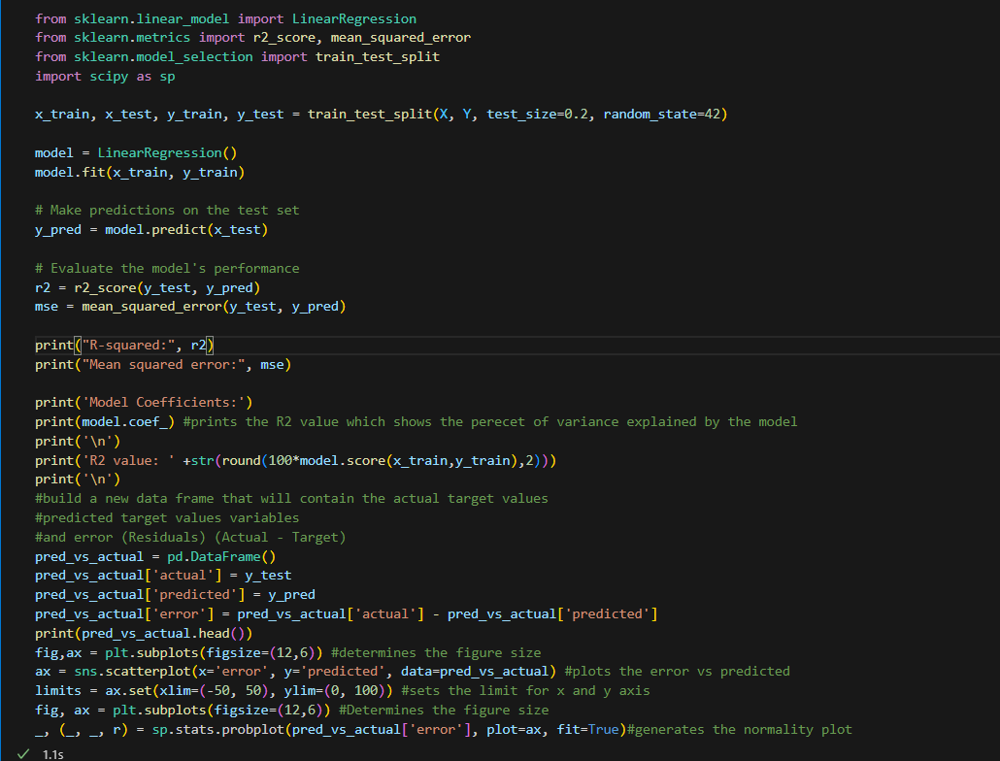 from sklearn.linear_model import LinearRegression
from sklearn.metrics import r2_score, mean_squared_error
from sklearn.model_selection import train_test_split
import scipy as sp
x_train, x_test, y_train, y_test = train_test_split(X, Y, test_size=0.2, random_state=42)
model = LinearRegression()
model.fit(x_train, y_train)
# Make predictions on the test set
y_pred = model.predict(x_test)
# Evaluate the model's performance
r2 = r2_score(y_test, y_pred)
mse = mean_squared_error(y_test, y_pred)
print("R-squared:", r2)
print("Mean squared error:", mse)
print('Model Coefficients:')
print(model.coef_) #prints the R2 value which shows the perecet of variance explained by the model
print('\n')
print('R2 value: ' +str(round(100*model.score(x_train,y_train),2)))
print('\n')
#build a new data frame that will contain the actual target values
#predicted target values variables
#and error (Residuals) (Actual - Target)
pred_vs_actual = pd.DataFrame()
pred_vs_actual['actual'] = y_test
pred_vs_actual['predicted'] = y_pred
pred_vs_actual['error'] = pred_vs_actual['actual'] - pred_vs_actual['predicted']
print(pred_vs_actual.head())
fig,ax = plt.subplots(figsize=(12,6)) #determines the figure size
ax = sns.scatterplot(x='error', y='predicted', data=pred_vs_actual) #plots the error vs predicted
limits = ax.set(xlim=(-50, 50), ylim=(0, 100)) #sets the limit for x and y axis
fig, ax = plt.subplots(figsize=(12,6)) #Determines the figure size
_, (_, _, r) = sp.stats.probplot(pred_vs_actual['error'], plot=ax, fit=True)#generates the normality plot
1.1s